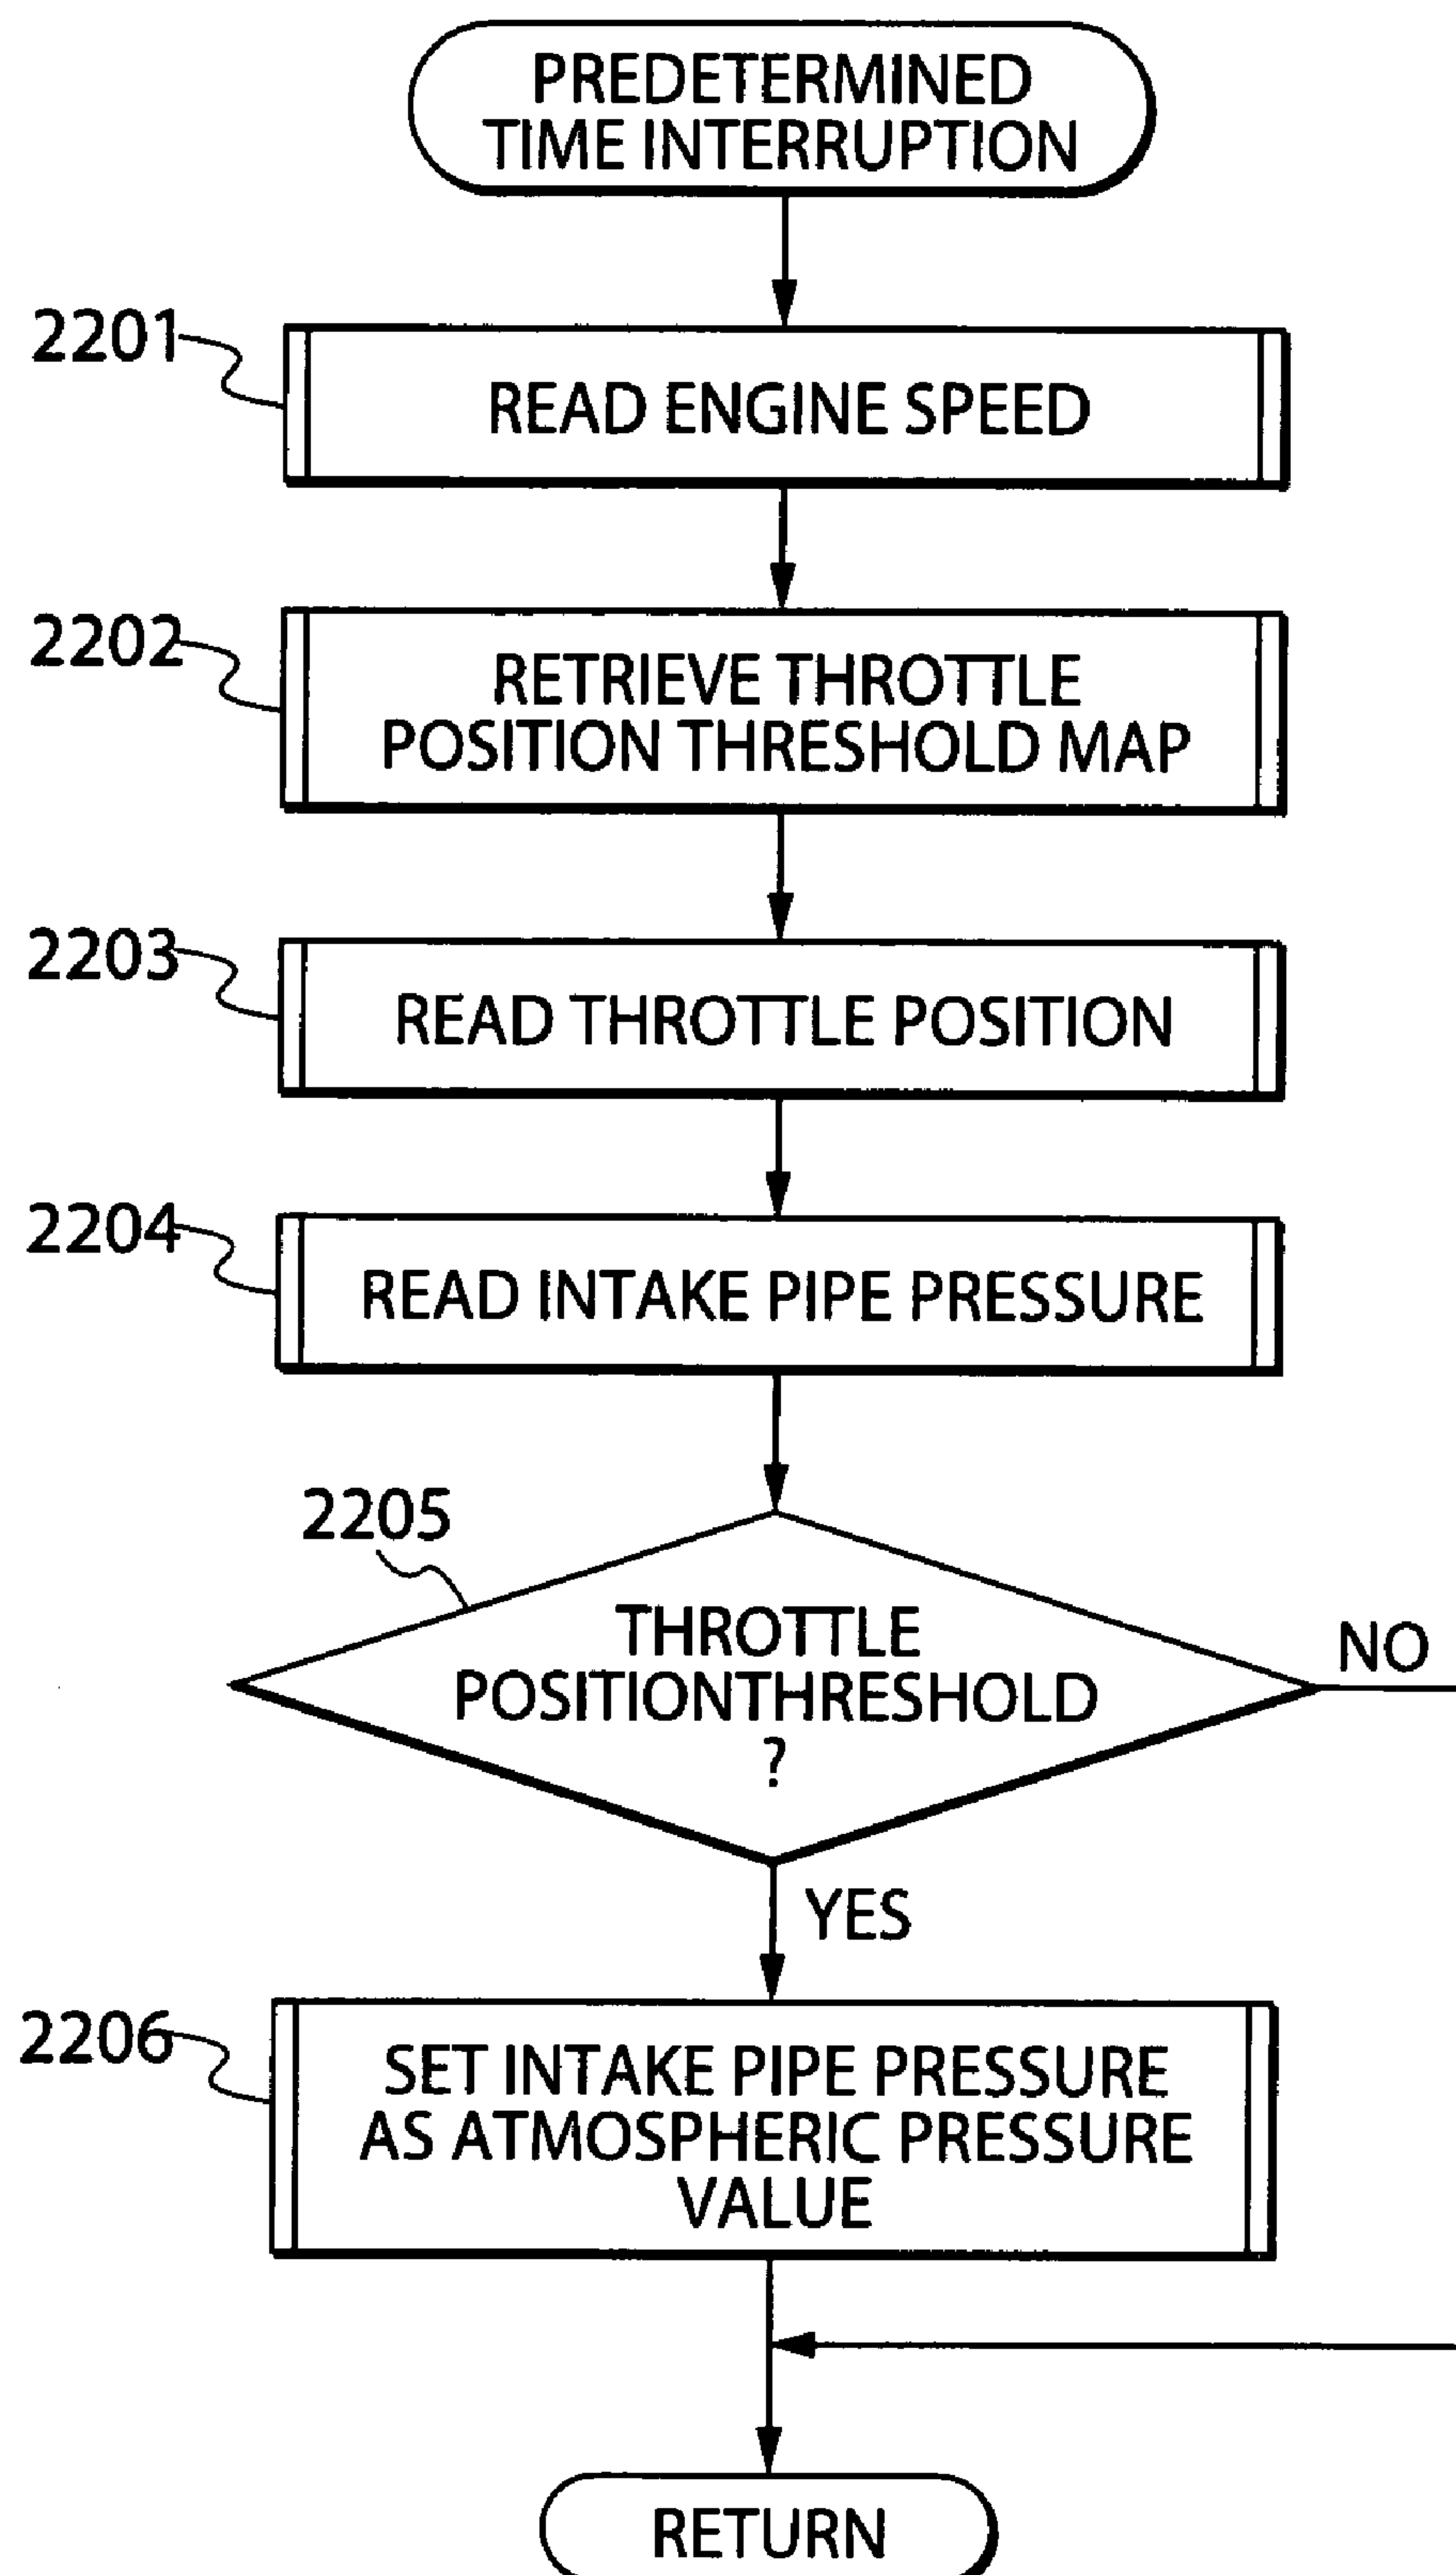 PREDETERMINED
TIME INTERRUPTION
2201
READ ENGINE SPEED
2202
RETRIEVE THROTTLE
POSITION THRESHOLD MAP
2203
READ THROTTLE POSITION
2204
READ INTAKE PIPE PRESSURE
2205
THROTTLE
POSITIONTHRESHOLD
?
NO
YES
2206
SET INTAKE PIPE PRESSURE
AS ATMOSPHERIC PRESSURE
VALUE
RETURN